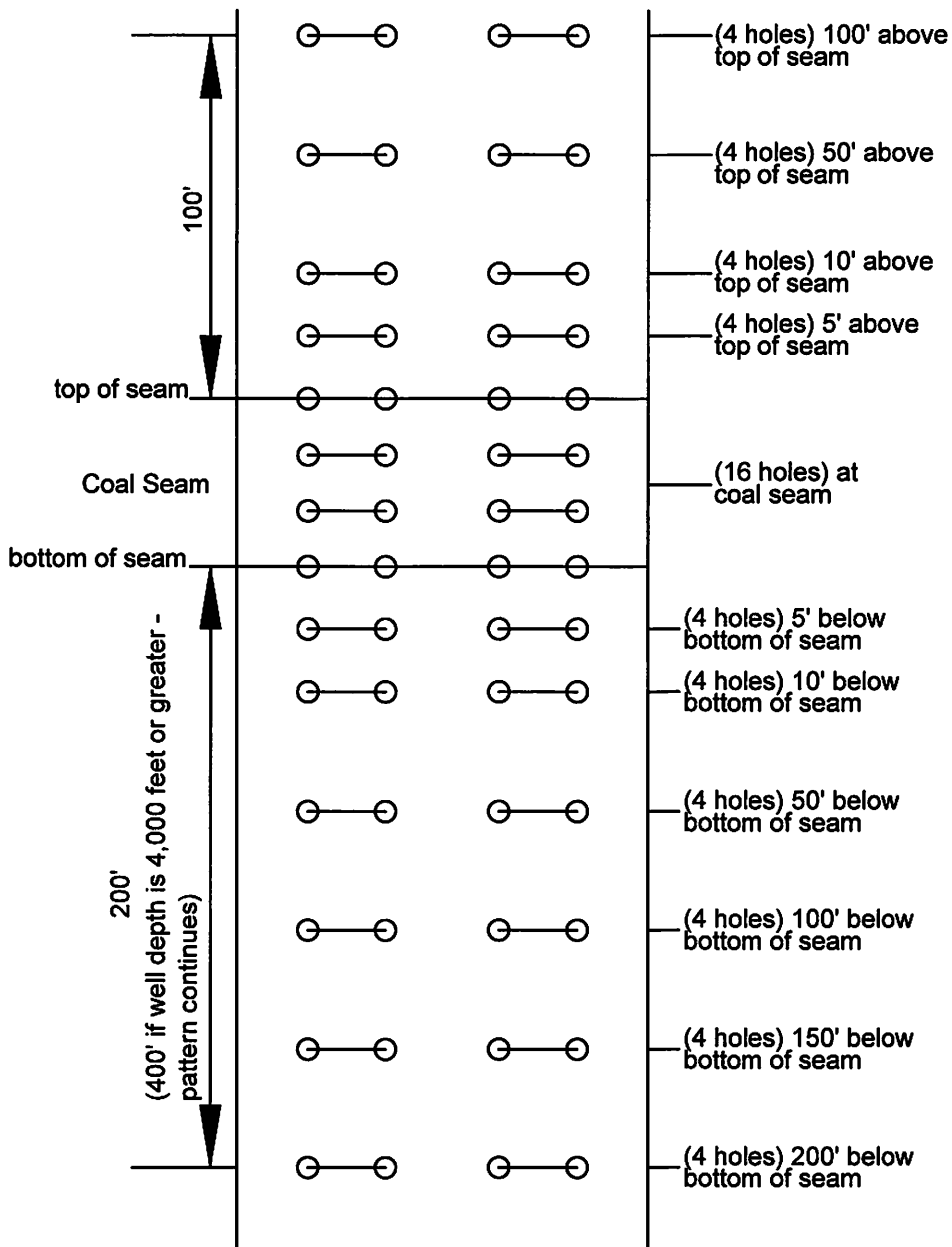 (4 holes) 100' above
top of seam
100'
(4 holes) 50' above
top of seam
(4 holes) 10' above
top of seam
(4 holes) 5' above
top of seam
top of seam
Coal Seam
(16 holes) at
coal seam
bottom of seam
(4 holes) 5' below
bottom of seam
(4 holes) 10' below
bottom of seam
200'
(400' if well depth is 4,000 feet or greater -
pattern continues)
(4 holes) 50' below
bottom of seam
(4 holes) 100' below
bottom of seam
(4 holes) 150' below
bottom of seam
(4 holes) 200' below
bottom of seam